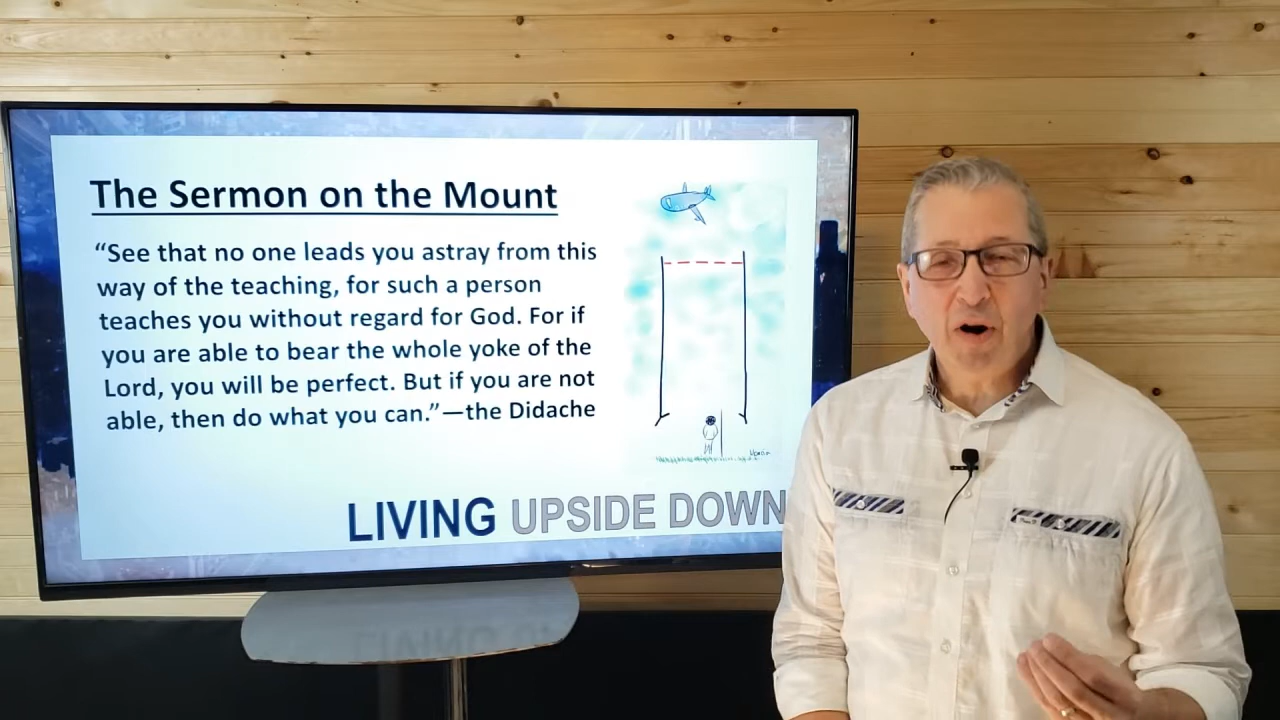 The Sermon on the Mount
“See that no one leads you astray from this
way of the teaching, for such a person
teaches you without regard for God. For if
you are able to bear the whole yoke of the
Lord, you will be perfect. But if you are not
able, then do what you can.”—the Didache
LIVING UPSIDE DOWN